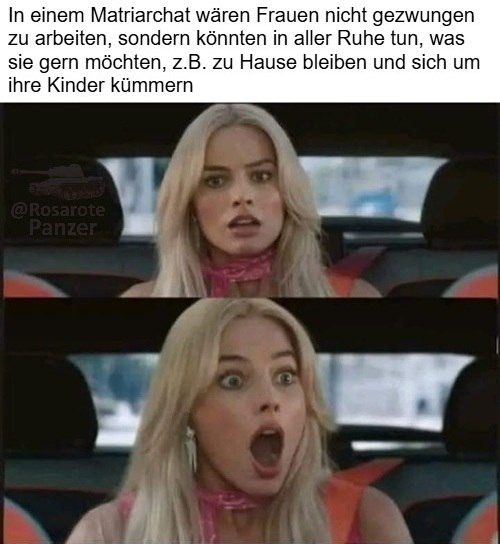 In einem Matriarchat wären Frauen nicht gezwungen
zu arbeiten, sondern könnten in aller Ruhe tun, was
sie gern möchten, z.B. zu Hause bleiben und sich um
ihre Kinder kümmern
@Rosarote
Panzer